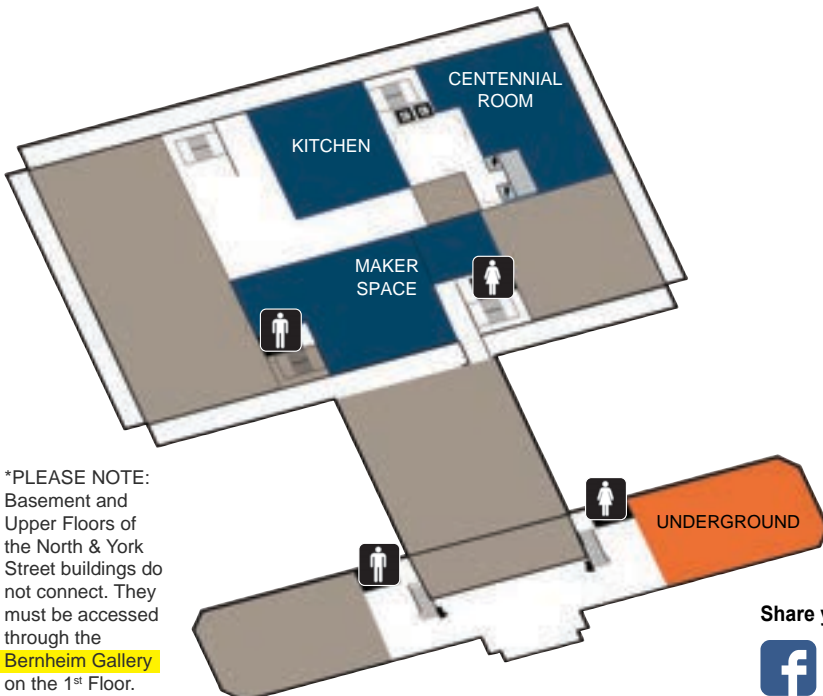 CENTENNIAL
ROOM
KITCHEN
MAKER
SPACE
UNDERGROUND
*PLEASE NOTE:
Basement and
Upper Floors of
the North & York
Street buildings do
not connect. They
must be accessed
through the
Bernheim Gallery
on the 1st Floor.
Share y
f